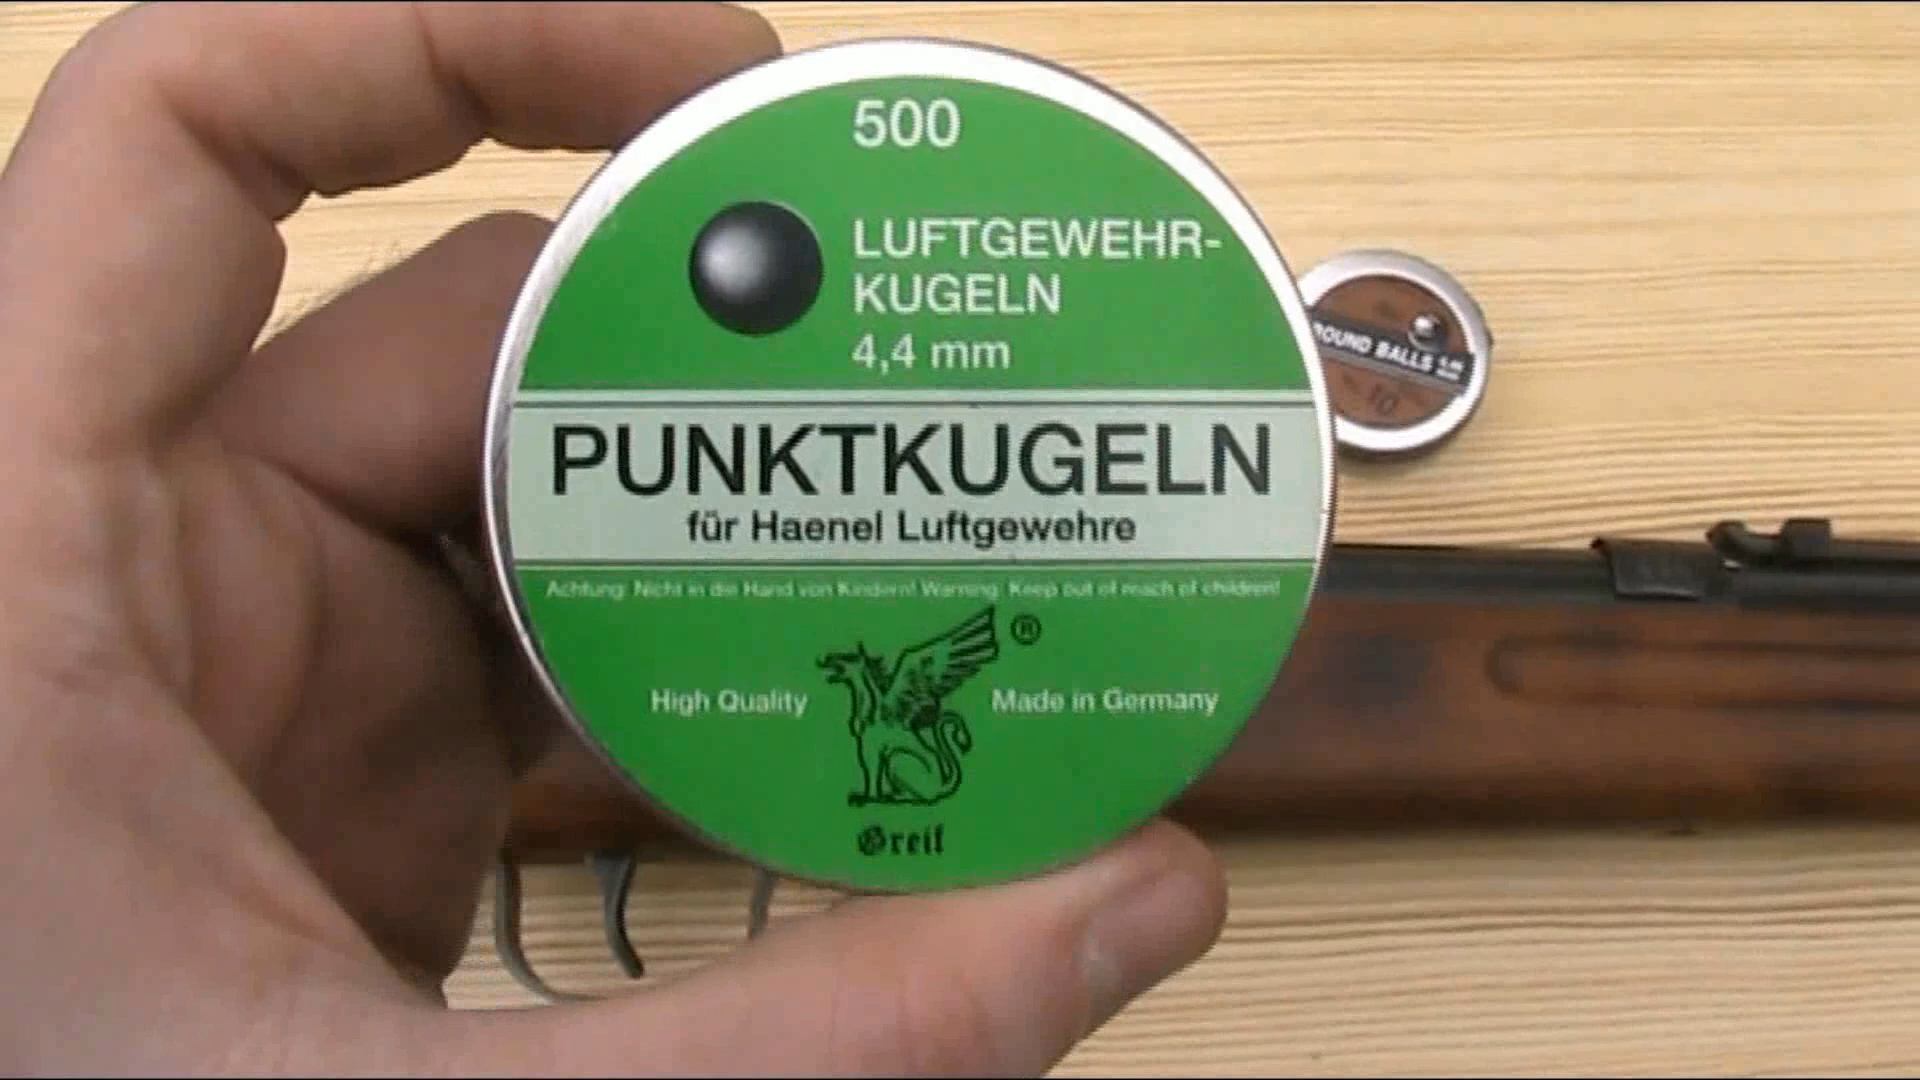 500
LUFTGEWEHR-
KUGELN
4,4 mm
PUNKTKUGELN
für Haenel Luftgewehre
Achtung: Nicht in die Hand von Kindern! Warning: Keep out of reach of children!
®
High Quality
Made in Germany
Greif
ROUND BALLS